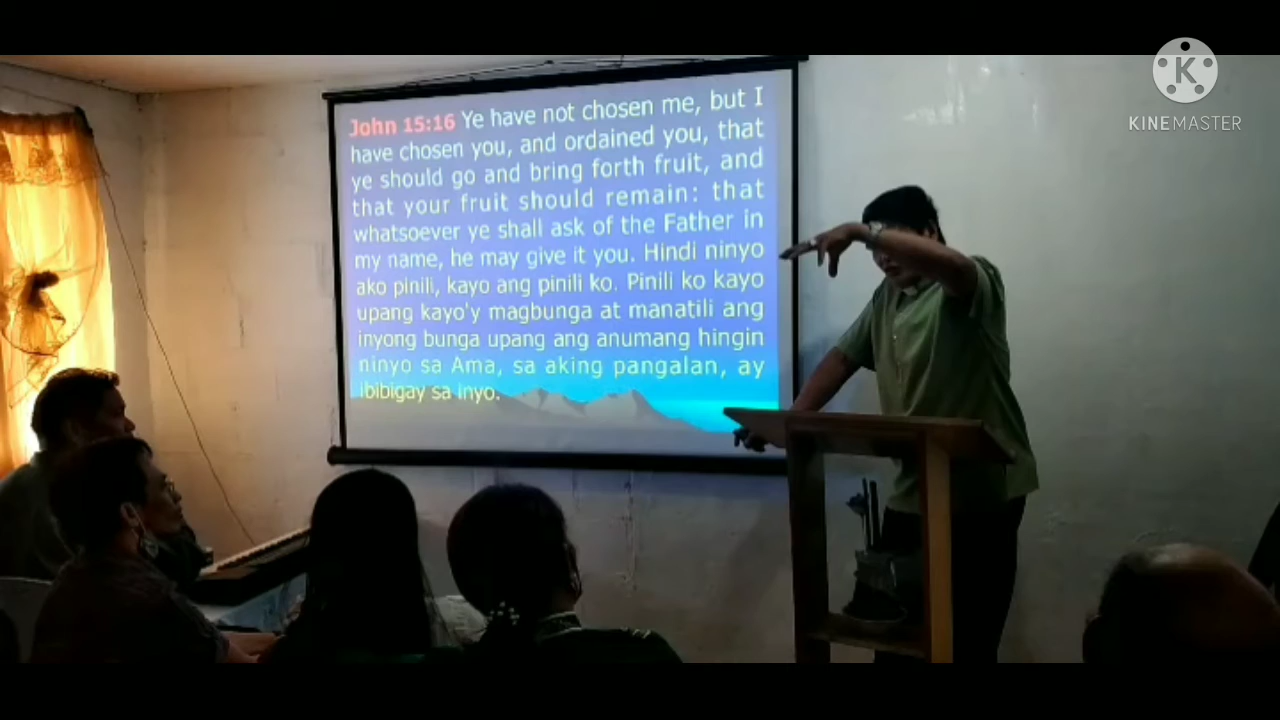 John 15:16 Ye have not chosen me, but I
have chosen you, and ordained you, that
ye should go and bring forth fruit, and
that your fruit should remain: that
whatsoever ye shall ask of the Father in
my name, he may give it you. Hindi ninyo
ako pinili, kayo ang pinili ko. Pinili ko kayo
upang kayo'y magbunga at manatili ang
inyong bunga upang ang anumang hingin
ninyo sa Ama, sa aking pangalan, ay
ibibigay sa inyo.
K
KINEMASTER